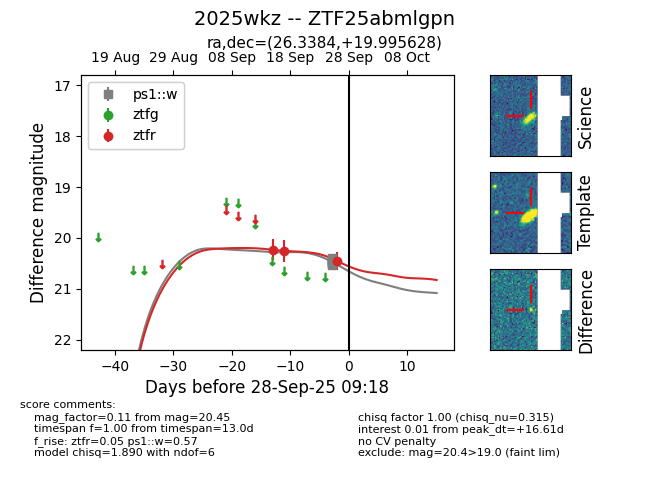 2025wkz -- ZTF25abmlgpn
ra,dec=(26.3384,+19.995628)
19 Aug 29 Aug 08 Sep 18 Sep 28 Sep 08 Oct
ps1::w
ztfg
ztfr
17
18
19
20
21
22
Difference magnitude
−40 −30 −20 −10 0 10
Days before 28-Sep-25 09:18
Science
Template
Difference
score comments:
mag_factor=0.11 from mag=20.45
timespan f=1.00 from timespan=13.0d
f_rise: ztfr=0.05 ps1::w=0.57
model chisq=1.890 with ndof=6
chisq factor 1.00 (chisq_nu=0.315)
interest 0.01 from peak_dt=+16.61d
no CV penalty
exclude: mag=20.4>19.0 (faint lim)